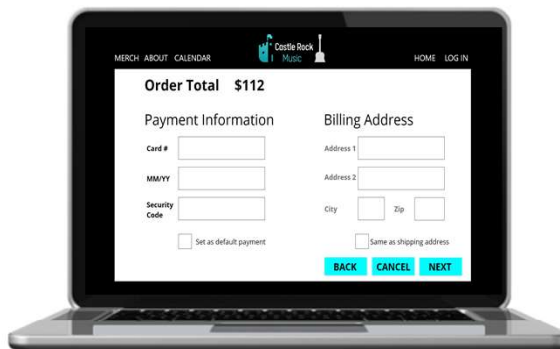 MERCH ABOUT CALENDAR
Castle Rock
Music
HOME LOG IN
Order Total $112
Payment Information
Billing Address
Card #
Address 1
MM/YY
Address 2
Security
Code
City
Zip
Set as default payment
Same as shipping address
BACK CANCEL NEXT